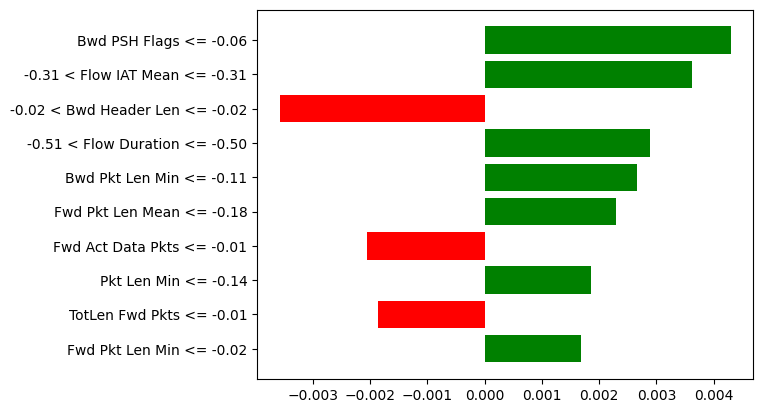 Bwd PSH Flags <= -0.06
-0.31 < Flow IAT Mean <= -0.31
-0.02 < Bwd Header Len <= -0.02
-0.51 < Flow Duration <= -0.50
Bwd Pkt Len Min <= -0.11
Fwd Pkt Len Mean <= -0.18
Fwd Act Data Pkts <= -0.01
Pkt Len Min <= -0.14
TotLen Fwd Pkts <= -0.01
Fwd Pkt Len Min <= -0.02
−0.003 −0.002 −0.001 0.000 0.001 0.002 0.003 0.004